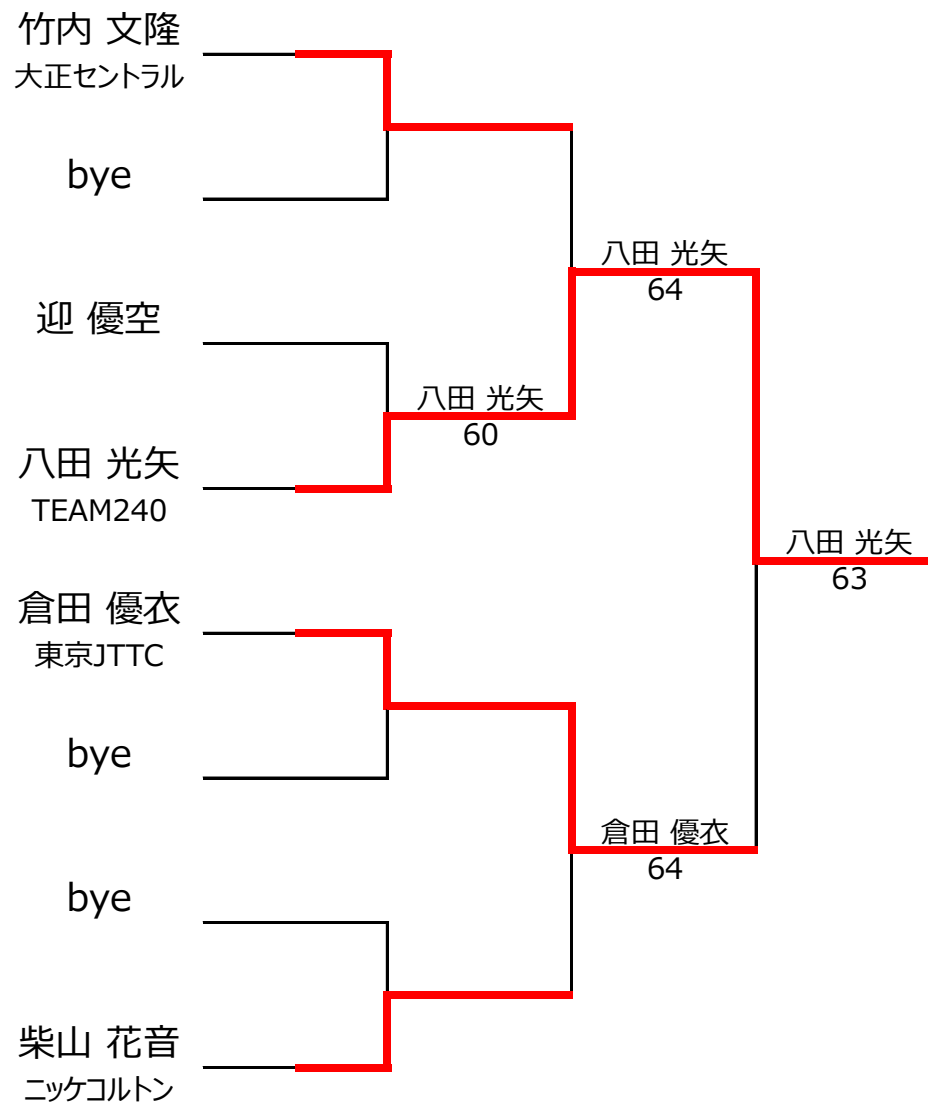 竹内 文隆
大正セントラル
bye
迎 優空
八田 光矢
TEAM240
倉田 優衣
東京JTTC
bye
bye
柴山 花音
ニッケコルトン
八田 光矢
60
八田 光矢
64
倉田 優衣
64
八田 光矢
63